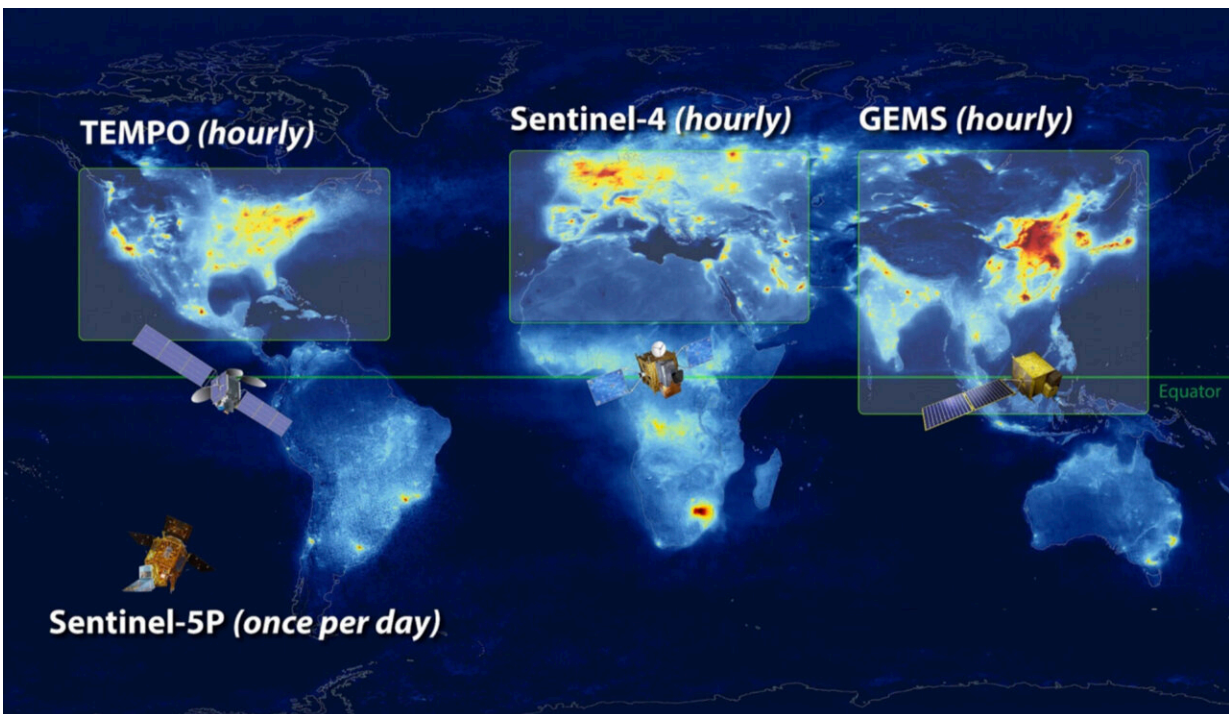 TEMPO (hourly)
Sentinel-4 (hourly)
GEMS (hourly)
Equator
Sentinel-5P (once per day)